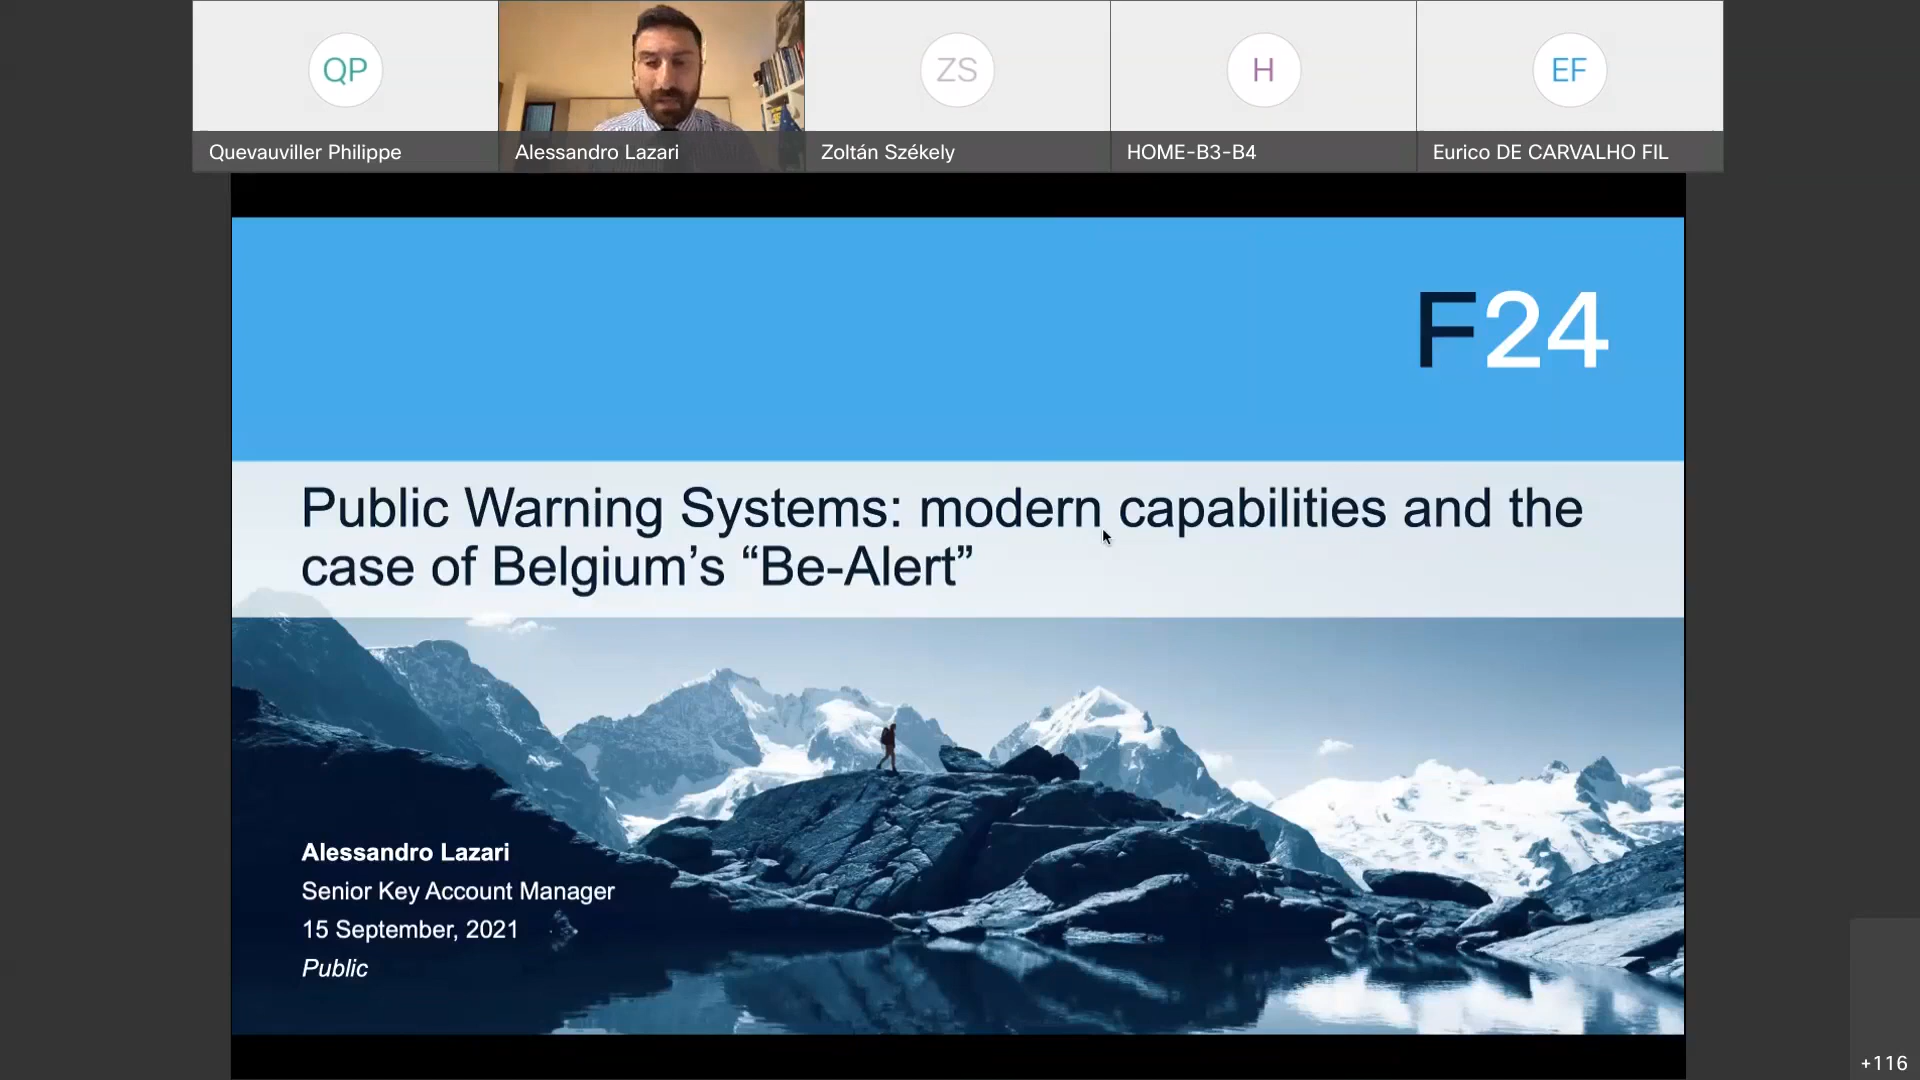 QP
ZS
H
EF
Quevauviller Philippe
Alessandro Lazari
Zoltán Székely
HOME-B3-B4
Eurico DE CARVALHO FIL
F24
Public Warning Systems: modern capabilities and the
case of Belgium’s “Be-Alert”
Alessandro Lazari
Senior Key Account Manager
15 September, 2021
Public
+116